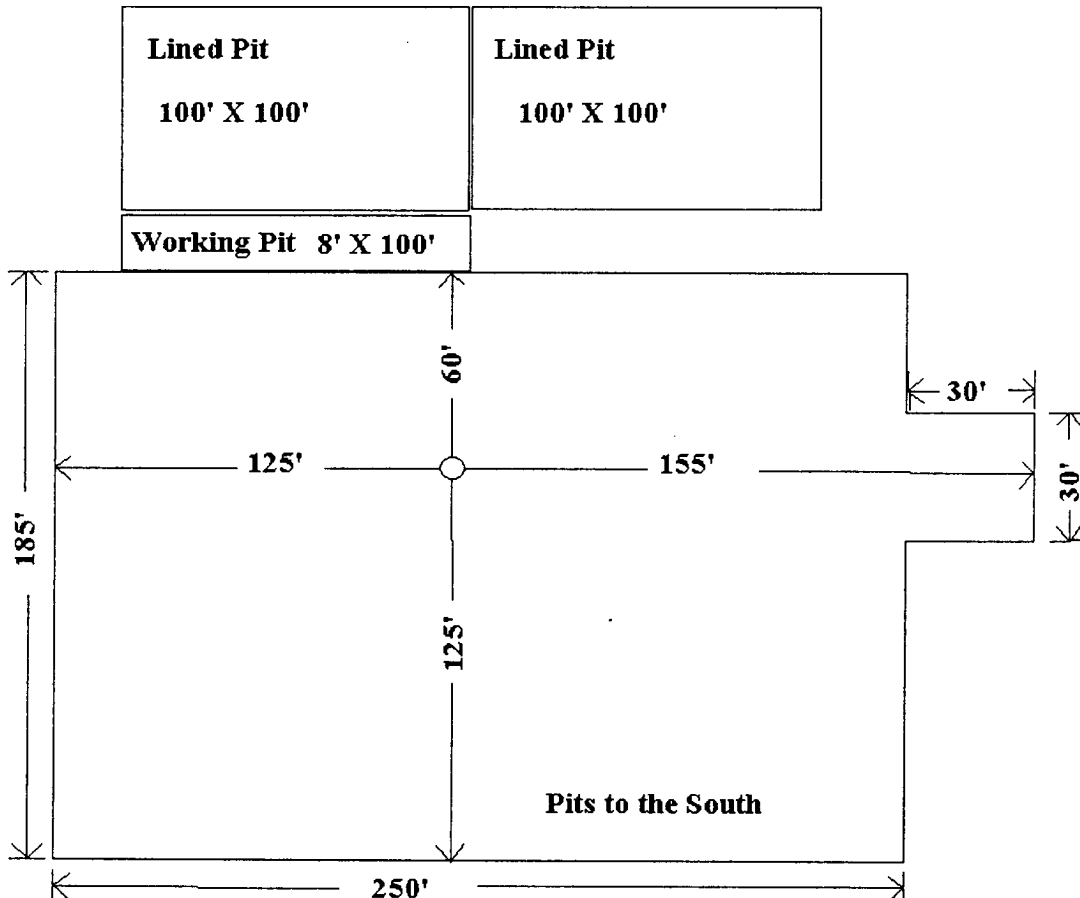 Lined Pit
100' X 100'
Lined Pit
100' X 100'
Working Pit 8' X 100'
60'
30'
125'
155'
30'
185'
125'
Pits to the South
250'